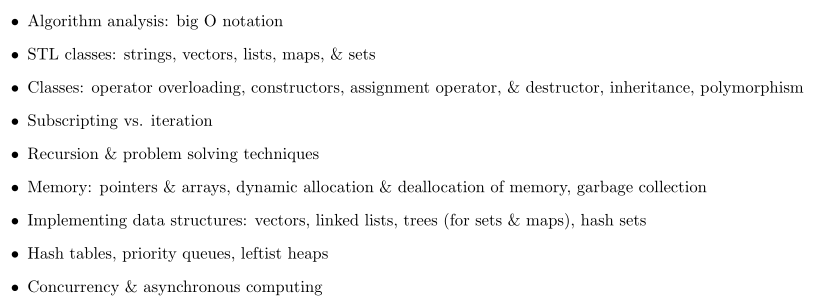 • Algorithm analysis: big O notation
• STL classes: strings, vectors, lists, maps, & sets
• Classes: operator overloading, constructors, assignment operator, & destructor, inheritance, polymorphism
• Subscripting vs. iteration
• Recursion & problem solving techniques
• Memory: pointers & arrays, dynamic allocation & deallocation of memory, garbage collection
• Implementing data structures: vectors, linked lists, trees (for sets & maps), hash sets
• Hash tables, priority queues, leftist heaps
• Concurrency & asynchronous computing